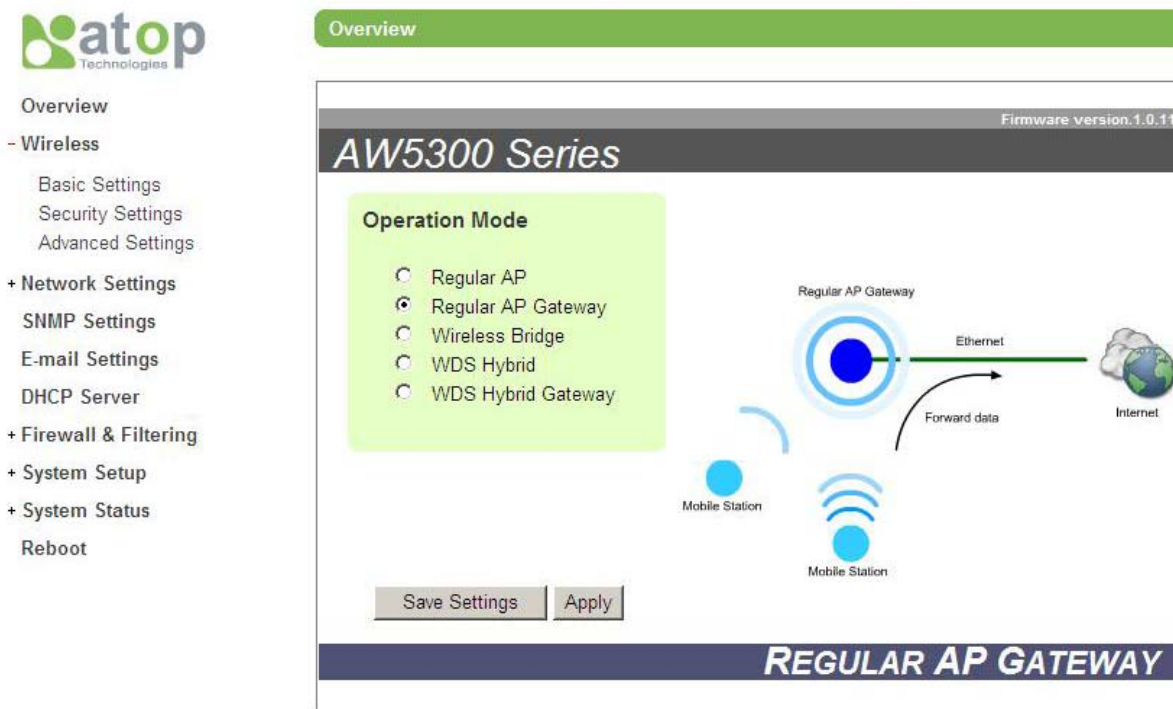 atop
Technologies
Overview
- Wireless
Basic Settings
Security Settings
Advanced Settings
+ Network Settings
SNMP Settings
E-mail Settings
DHCP Server
+ Firewall & Filtering
+ System Setup
+ System Status
Reboot
Overview
Firmware version.1.0.11
AW5300 Series
Operation Mode
Regular AP
Regular AP Gateway
Wireless Bridge
WDS Hybrid
WDS Hybrid Gateway
Regular AP Gateway
Ethernet
Internet
Forward data
Mobile Station
Mobile Station
Save Settings
Apply
REGULAR AP GATEWAY